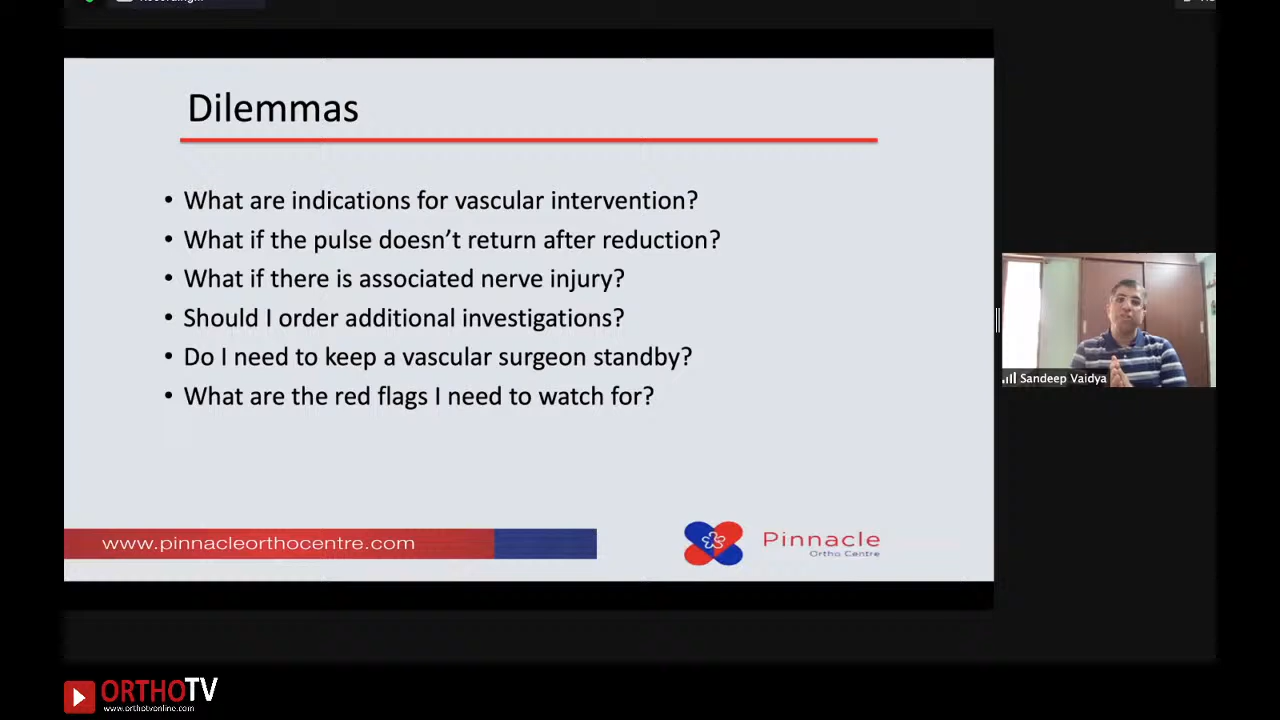 Dilemmas
• What are indications for vascular intervention?
• What if the pulse doesn’t return after reduction?
• What if there is associated nerve injury?
• Should I order additional investigations?
• Do I need to keep a vascular surgeon standby?
• What are the red flags I need to watch for?
Sandeep Vaidya
www.pinnacleorthocentre.com
Pinnacle
Ortho Centre
ORTHOTV
www.orthotvonline.com